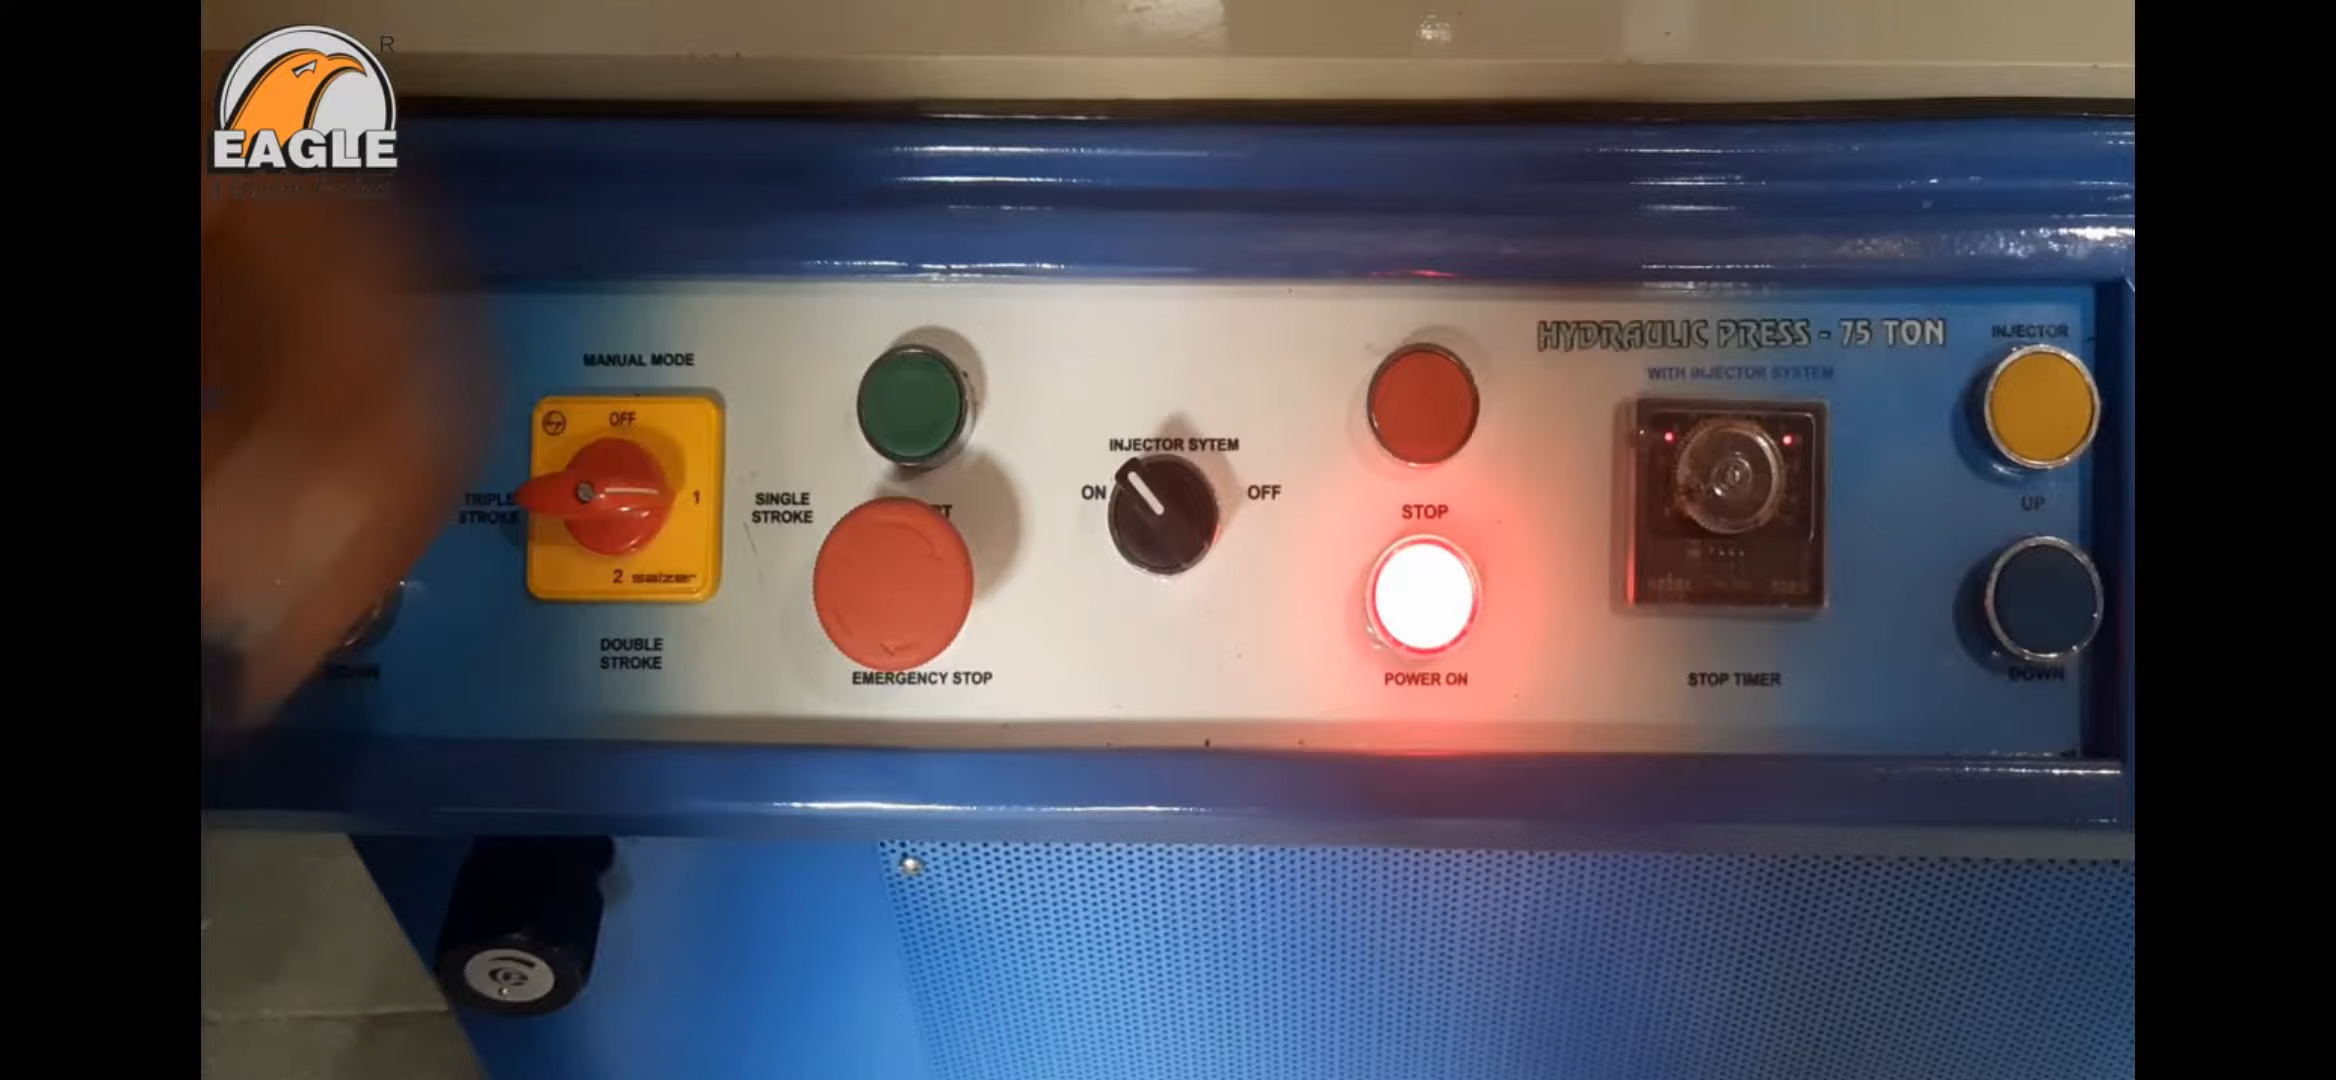 R
EAGLE
HYDRAULIC PRESS - 75 TON
WITH INJECTOR SYSTEM
INJECTOR
MANUAL MODE
OFF
INJECTOR SYTEM
TRIPLE
STROKE
1
SINGLE
STROKE
ON
OFF
STOP
UP
2 salzer
DOUBLE
STROKE
EMERGENCY STOP
POWER ON
STOP TIMER
DOWN